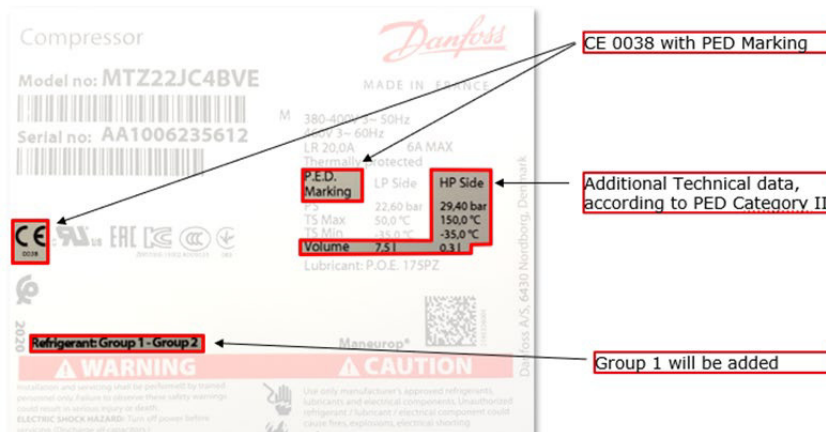 Compressor
Danfoss
CE 0038 with PED Marking
Model no: MTZ22JC4BVE
MADE IN FRANCE
Serial no: AA1006235612
M 380-400V 3~ 50Hz
460V 3~ 60Hz
LR 20,0A 6A MAX
Thermally protected
P.E.D. Marking LP Side HP Side
Additional Technical data,
according to PED Category II
PS 22,60 bar 29,40 bar
TS Max 50,0 °C 150,0 °C
TS Min -35,0 °C -35,0 °C
Volume 7,5 l 0,3 l
CE
0038
EAC
CCC
Lubricant: P.O.E. 175PZ
Danfoss A/S, 6430 Nordborg, Denmark
2020
Refrigerant: Group 1 - Group 2
Maneurop®
Group 1 will be added
WARNING
CAUTION
Installation and servicing shall be performed by trained
personnel only. Failure to observe these safety warnings
could result in serious injury or death.
ELECTRIC SHOCK HAZARD: Turn off power before
servicing. Discharge all capacitors.
Use only manufacturer's approved refrigerants,
lubricants and electrical components. Unauthorized
refrigerant / lubricant / electrical component could
cause fires, explosions, electrical shorting